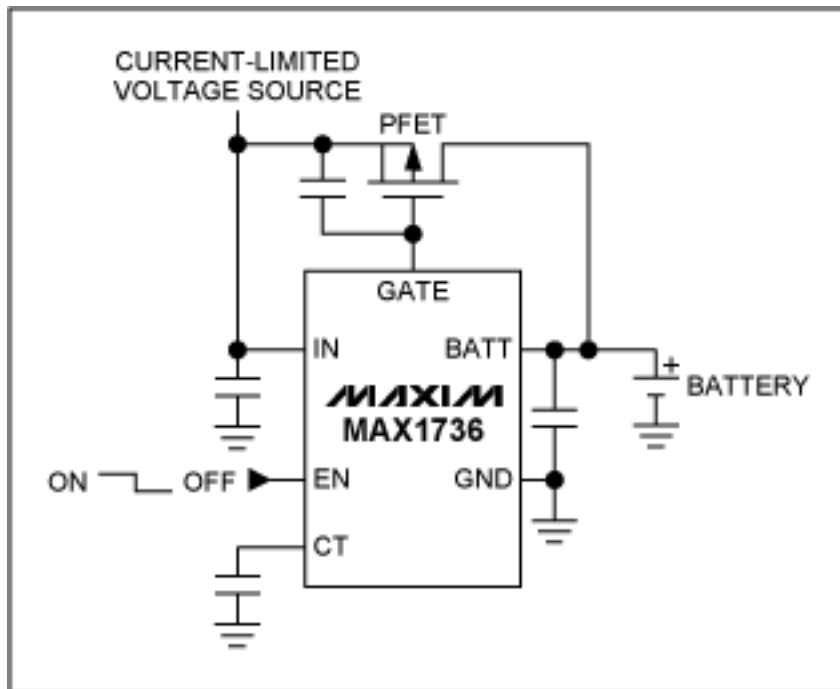 CURRENT-LIMITED
VOLTAGE SOURCE
PFET
GATE
IN
BATT
+
BATTERY
MAXIM
MAX1736
ON
OFF
EN
GND
CT